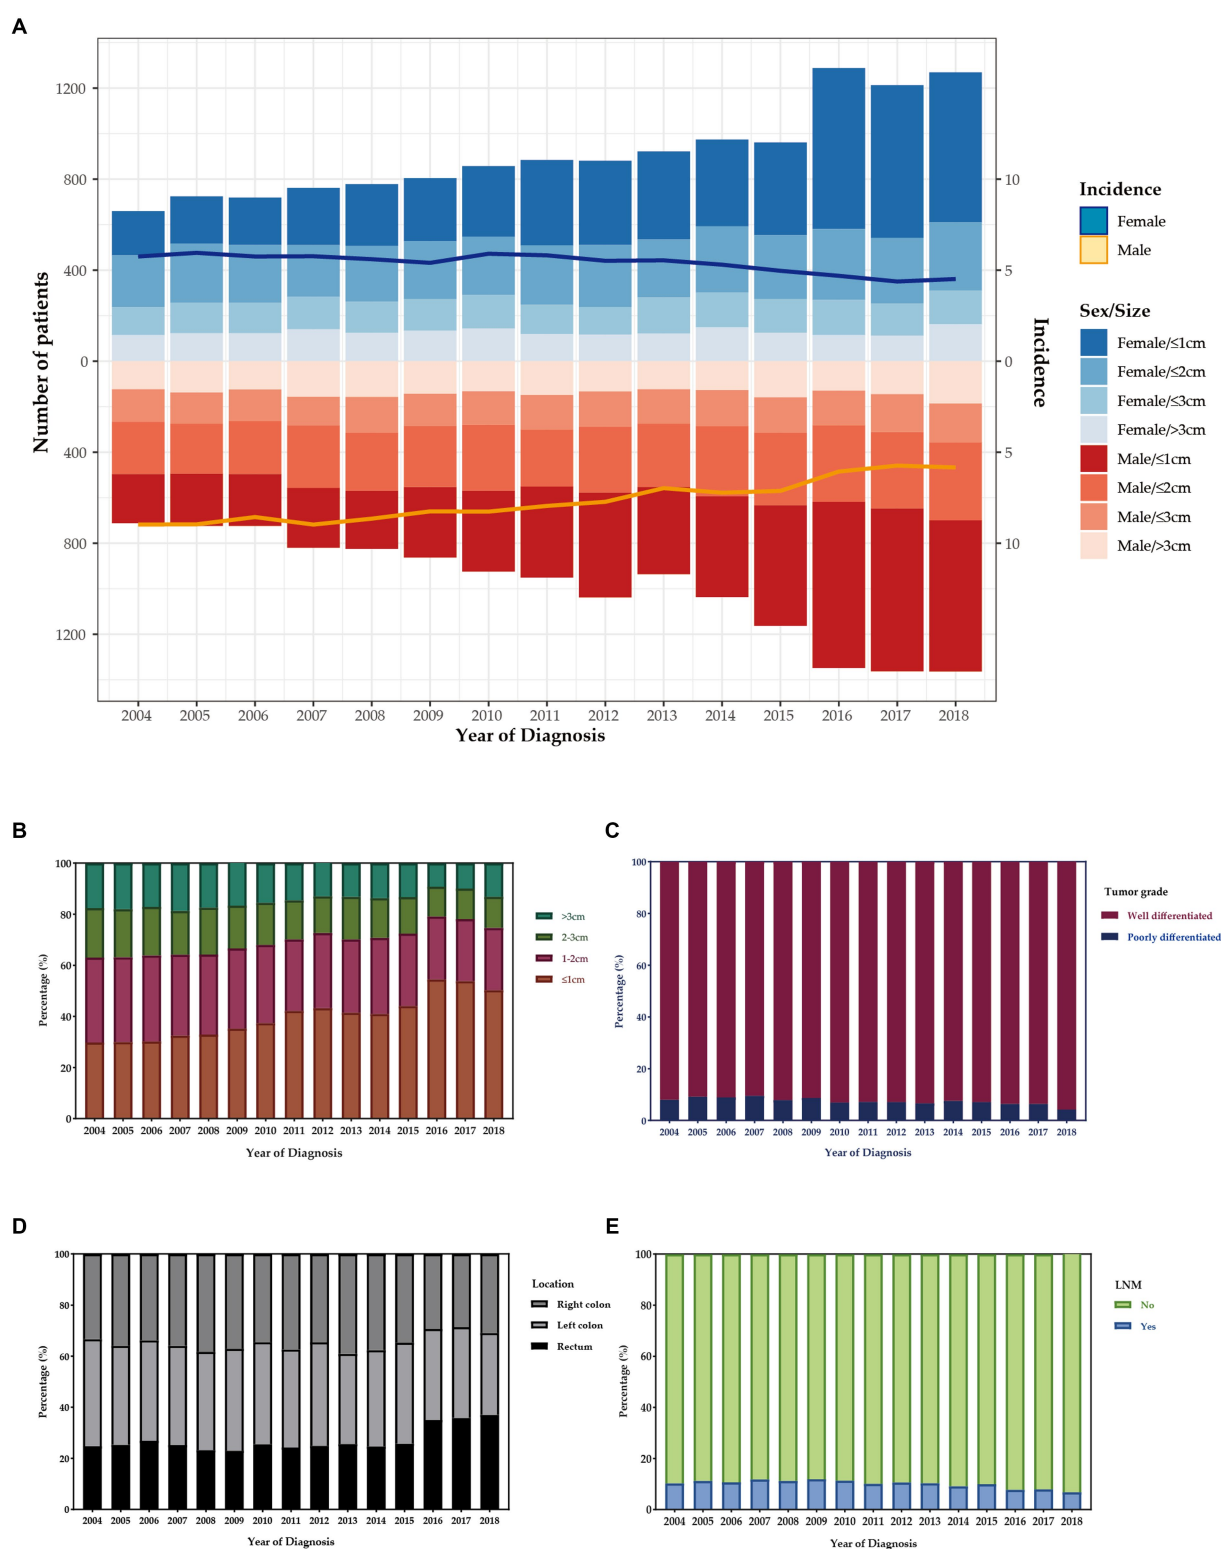 A
1200
800
400
0
400
800
1200
Number of patients
10
5
0
5
10
Incidence
2004 2005 2006 2007 2008 2009 2010 2011 2012 2013 2014 2015 2016 2017 2018
Year of Diagnosis
Incidence
Female
Male
Sex/Size
Female/≤1cm
Female/≤2cm
Female/≤3cm
Female/>3cm
Male/≤1cm
Male/≤2cm
Male/≤3cm
Male/>3cm
B
100
80
60
40
20
0
Percentage (%)
2004 2005 2006 2007 2008 2009 2010 2011 2012 2013 2014 2015 2016 2017 2018
Year of Diagnosis
>3cm
2-3cm
1-2cm
≤1cm
C
100
80
60
40
20
0
Percentage (%)
2004 2005 2006 2007 2008 2009 2010 2011 2012 2013 2014 2015 2016 2017 2018
Year of Diagnosis
Tumor grade
Well differentiated
Poorly differentiated
D
100
80
60
40
20
0
Percentage (%)
2004 2005 2006 2007 2008 2009 2010 2011 2012 2013 2014 2015 2016 2017 2018
Year of Diagnosis
Location
Right colon
Left colon
Rectum
E
100
80
60
40
20
0
Percentage (%)
2004 2005 2006 2007 2008 2009 2010 2011 2012 2013 2014 2015 2016 2017 2018
Year of Diagnosis
LNM
No
Yes